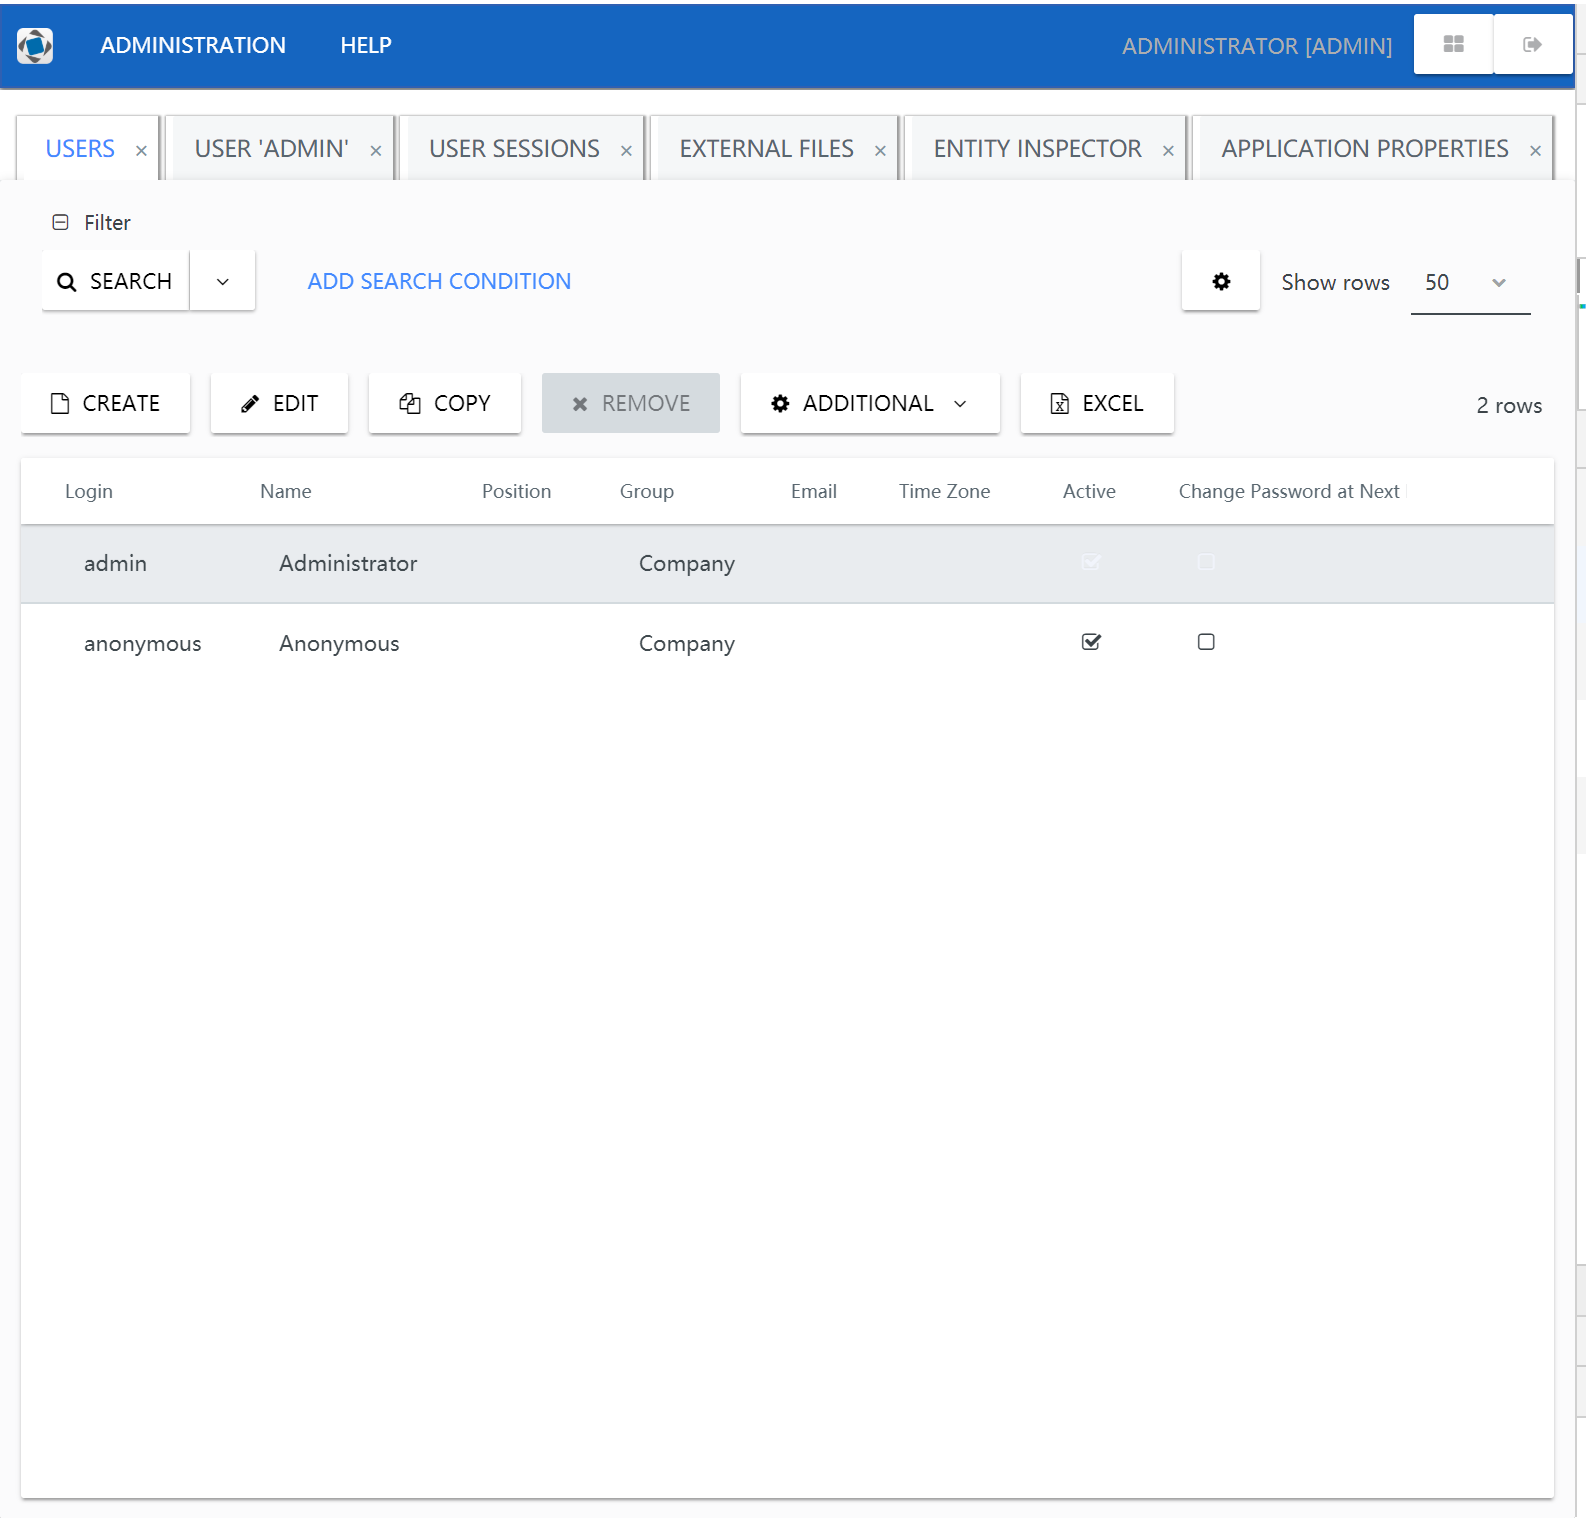 ADMINISTRATION HELP ADMINISTRATOR [ADMIN]
USERS USER 'ADMIN' USER SESSIONS EXTERNAL FILES ENTITY INSPECTOR APPLICATION PROPERTIES
Filter
SEARCH ADD SEARCH CONDITION Show rows 50
CREATE EDIT COPY REMOVE ADDITIONAL EXCEL 2 rows
Login Name Position Group Email Time Zone Active Change Password at Next
admin Administrator Company
anonymous Anonymous Company